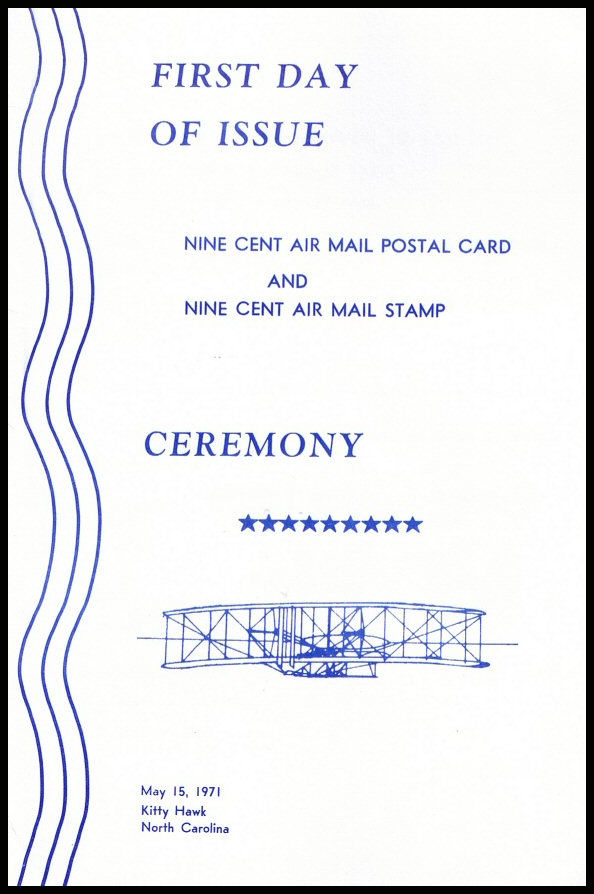 FIRST DAY
OF ISSUE
NINE CENT AIR MAIL POSTAL CARD
AND
NINE CENT AIR MAIL STAMP
CEREMONY
★★★★★★★★★
May 15, 1971
Kitty Hawk
North Carolina